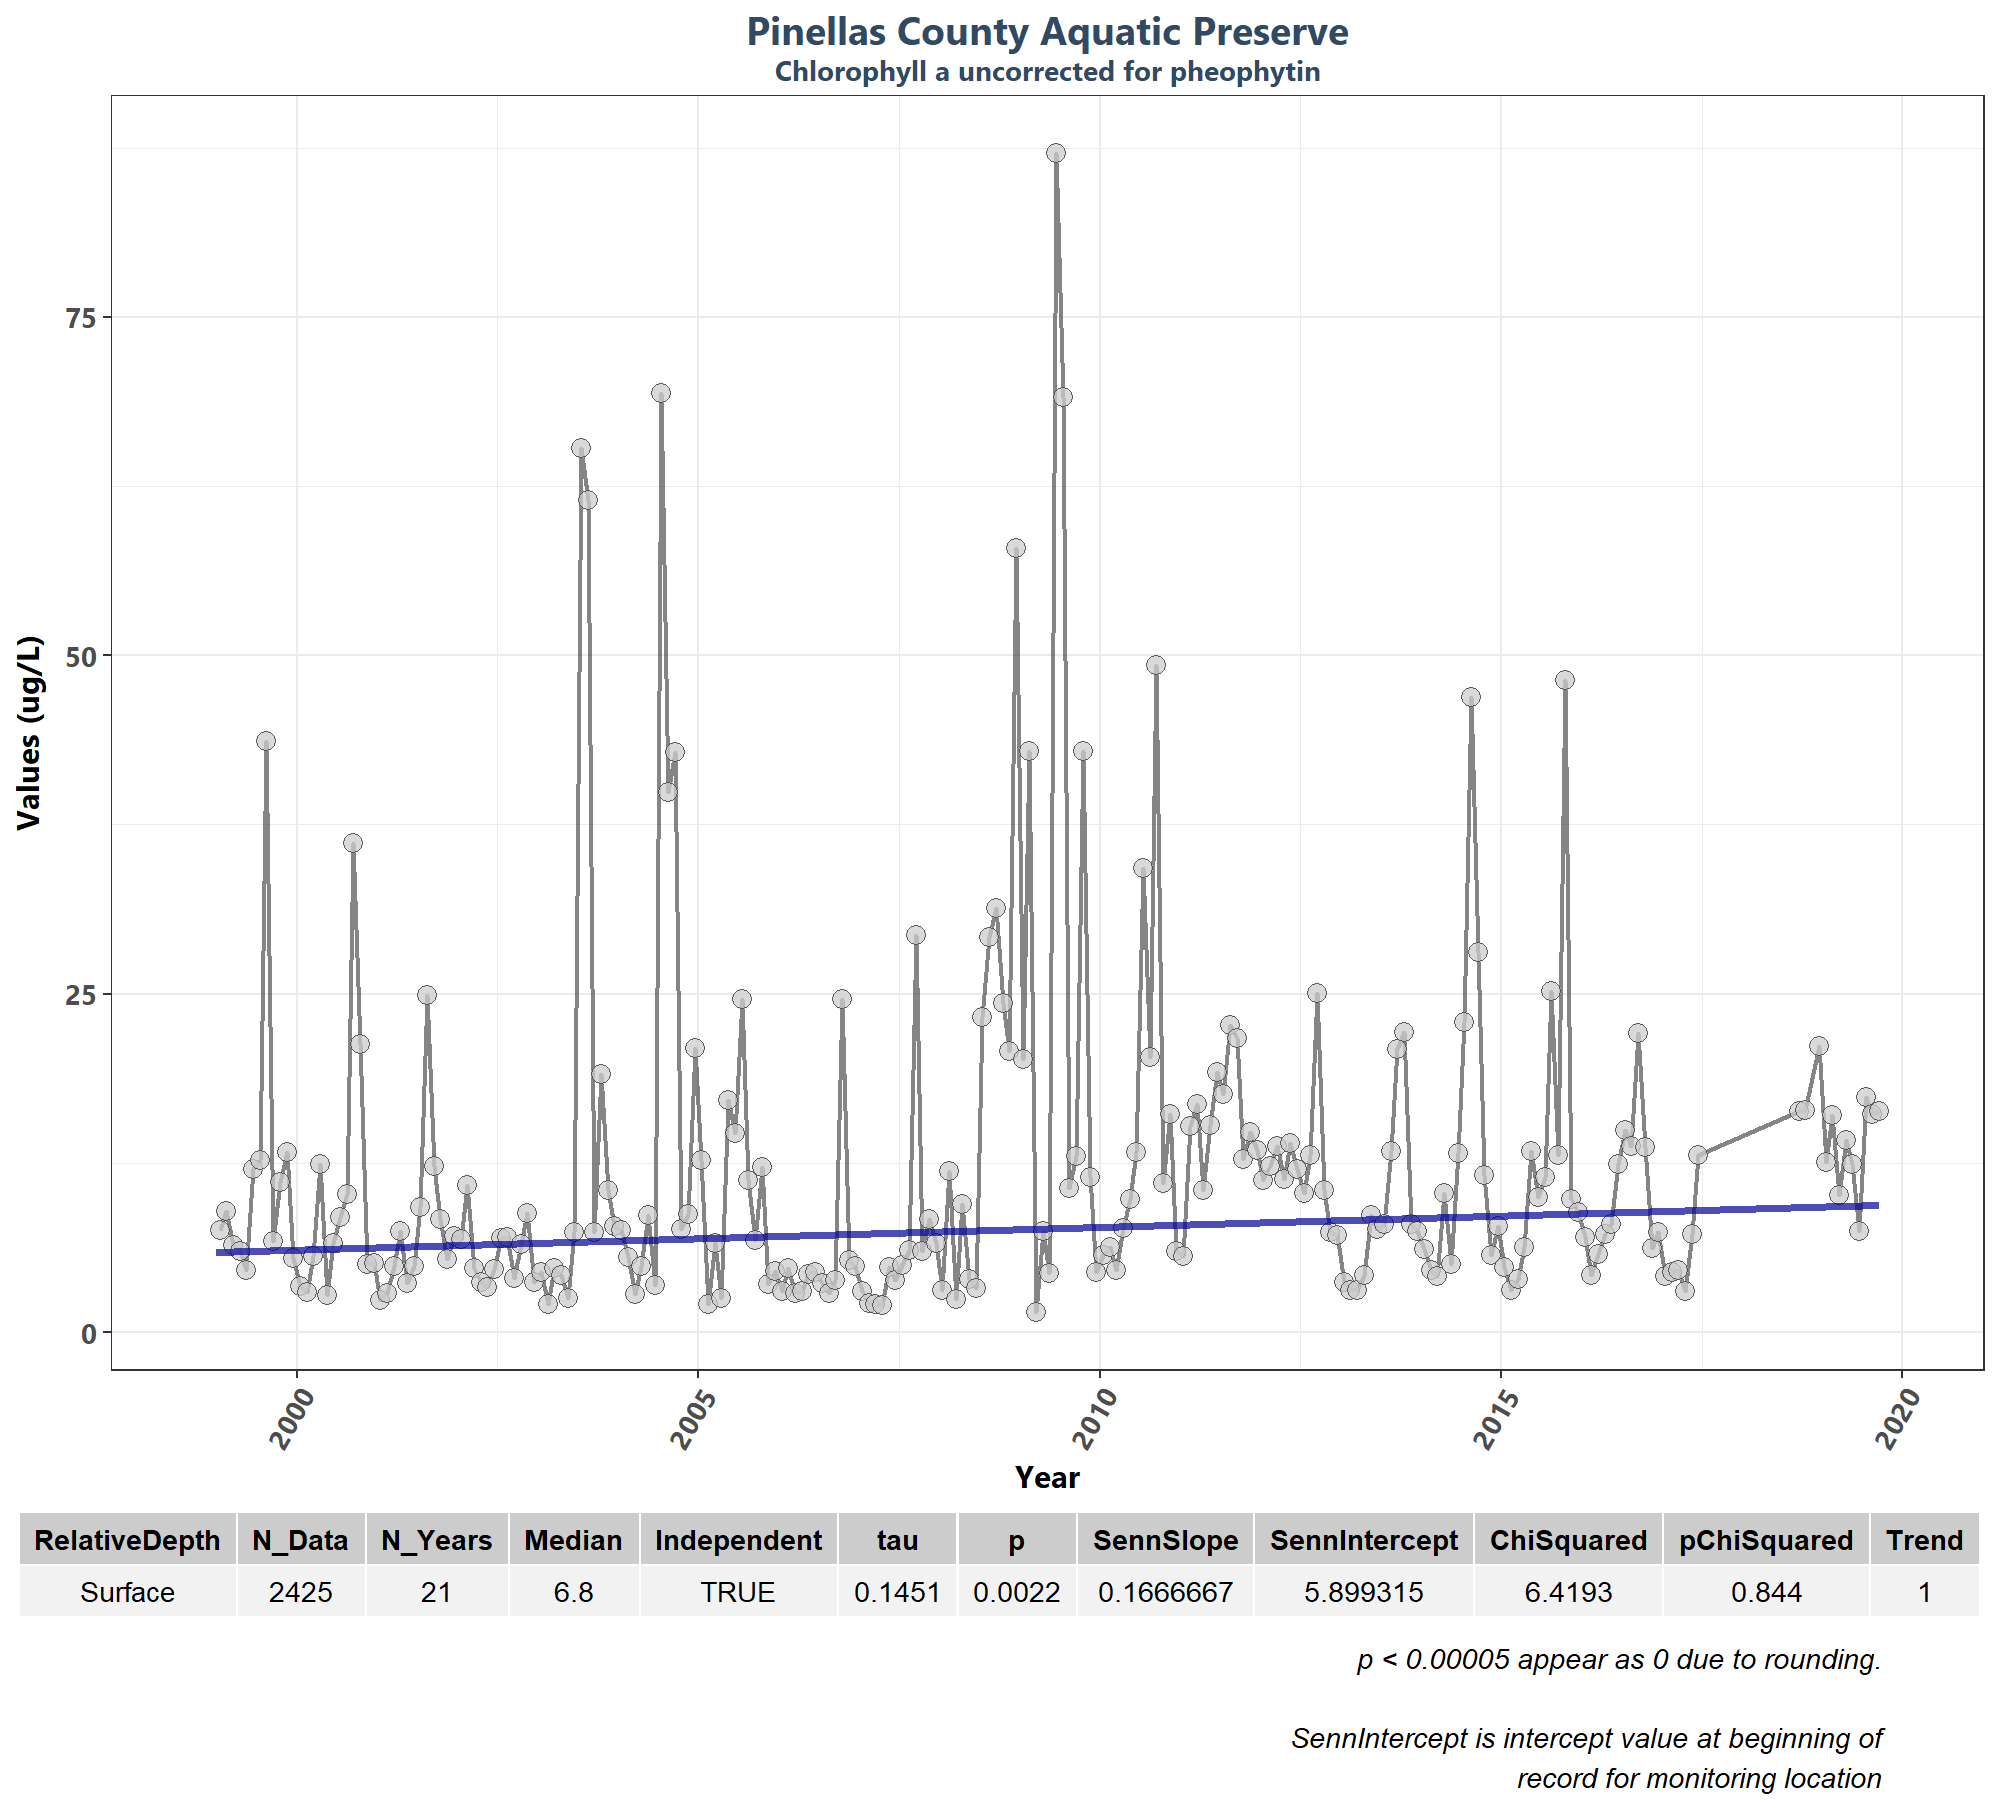 Pinellas County Aquatic Preserve
Chlorophyll a uncorrected for pheophytin
Values (ug/L)
75
50
25
0
2000
2005
2010
2015
2020
Year
RelativeDepth N_Data N_Years Median Independent tau p SennSlope SennIntercept ChiSquared pChiSquared Trend
Surface 2425 21 6.8 TRUE 0.1451 0.0022 0.1666667 5.899315 6.4193 0.844 1
p < 0.00005 appear as 0 due to rounding.
SennIntercept is intercept value at beginning of
record for monitoring location